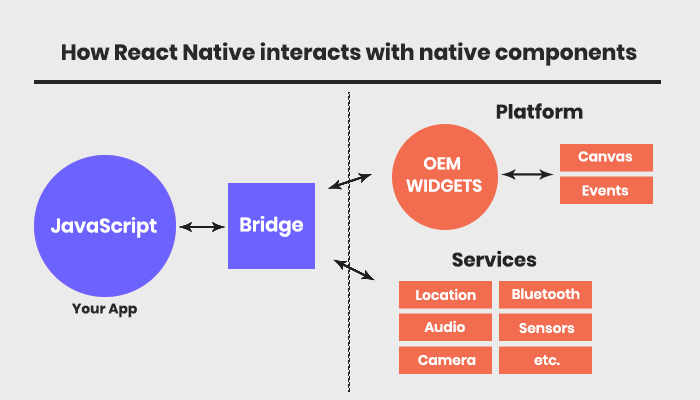 How React Native interacts with native components
JavaScript
Your App
Bridge
Platform
OEM
WIDGETS
Canvas
Events
Services
Location
Bluetooth
Audio
Sensors
Camera
etc.